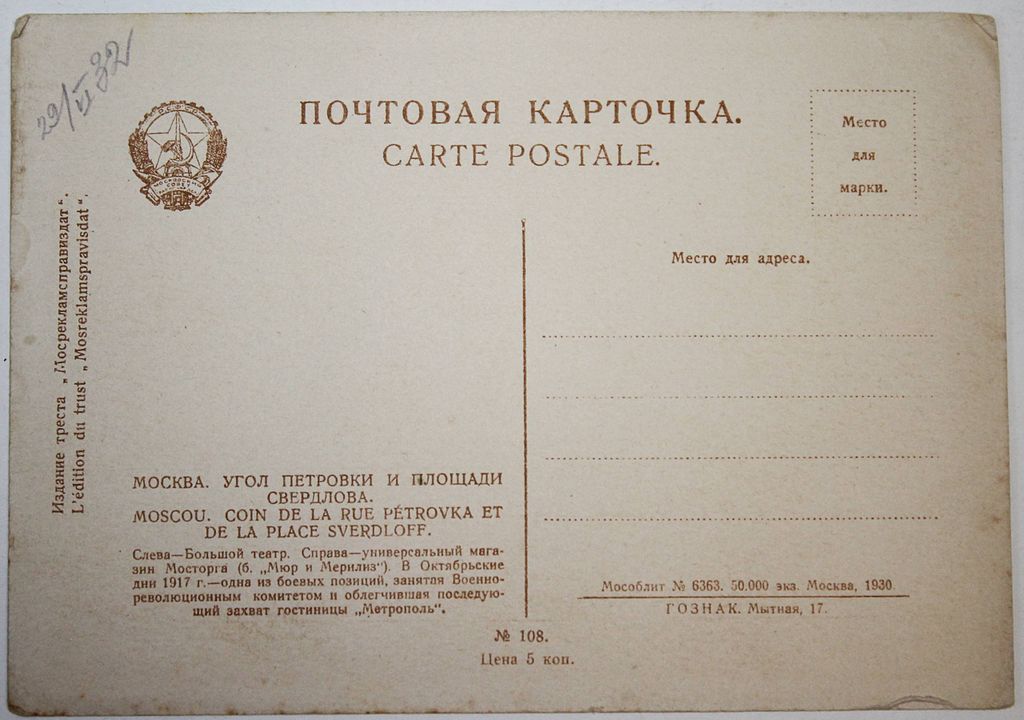 29/VI 32
Р.С.Ф.С.Р.
МОСКОВСКИЙ
СОВЕТ
ПОЧТОВАЯ КАРТОЧКА.
CARTE POSTALE.
Место
для
марки.
Место для адреса.
Издание треста „Мосрекламсправиздат“.
L'édition du trust „Mosreklamspravisdat“.
МОСКВА. УГОЛ ПЕТРОВКИ И ПЛОЩАДИ
СВЕРДЛОВА.
MOSCOU. COIN DE LA RUE PÉTROVKA ET
DE LA PLACE SVERDLOFF.
Слева—Большой театр. Справа—универсальный мага-
зин Мосторга (б. „Мюр и Мерилиз“). В Октябрьские
дни 1917 г.—одна из боевых позиций, занятая Военно-
революционным комитетом и облегчившая последую-
щий захват гостиницы „Метрополь“.
Мособлит № 6363. 50.000 экз. Москва, 1930
ГОЗНАК. Мытная, 17.
№ 108.
Цена 5 коп.